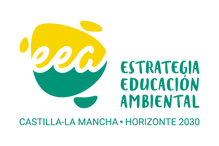 eea
ESTRATEGIA
EDUCACIÓN
AMBIENTAL
CASTILLA-LA MANCHA • HORIZONTE 2030